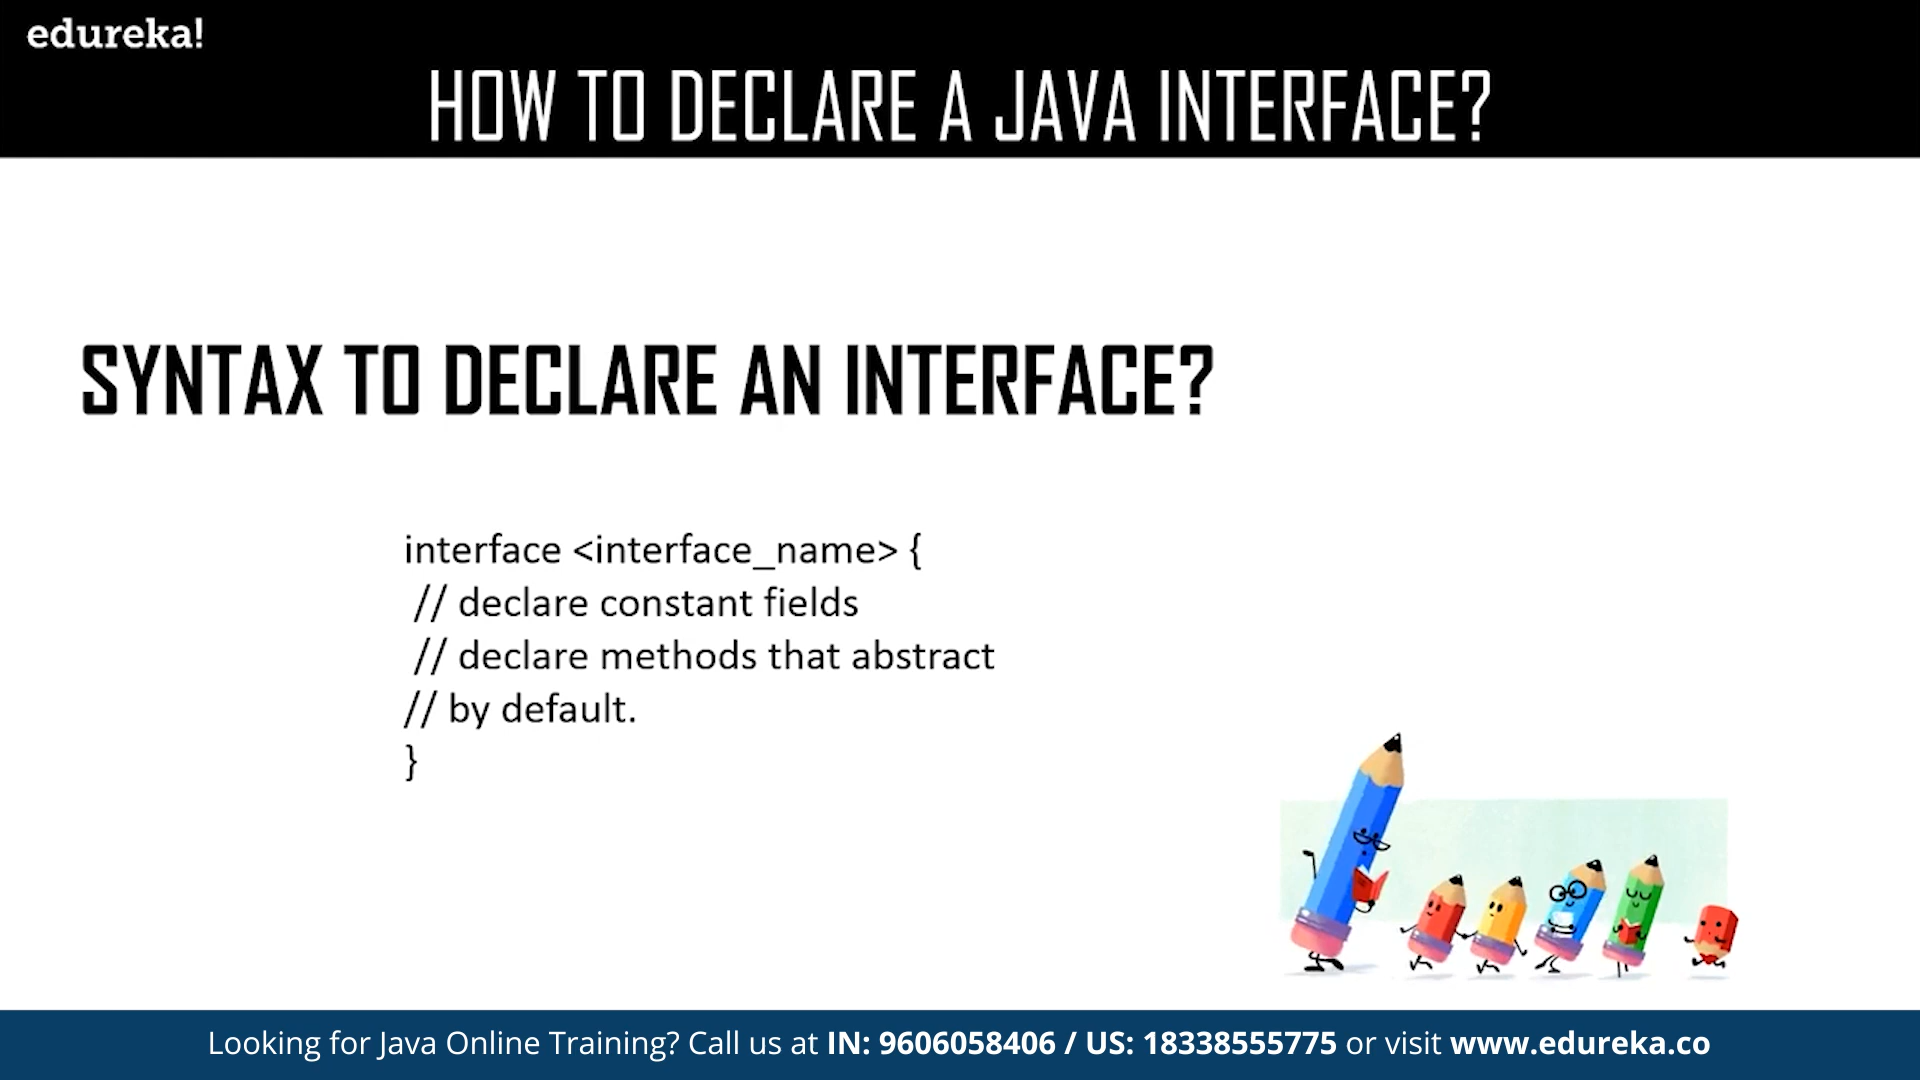 edureka!
HOW TO DECLARE A JAVA INTERFACE?
SYNTAX TO DECLARE AN INTERFACE?
interface <interface_name> {
// declare constant fields
// declare methods that abstract
// by default.
}
Looking for Java Online Training? Call us at IN: 9606058406 / US: 18338555775 or visit www.edureka.co